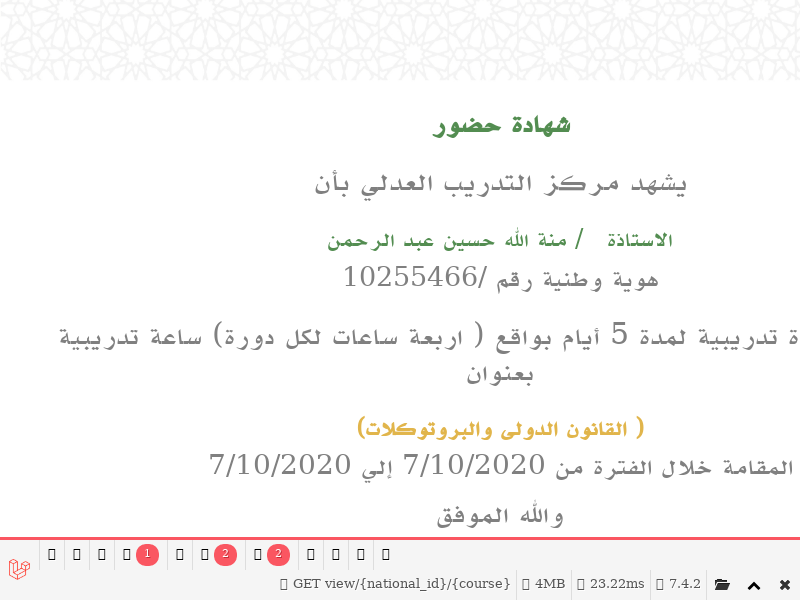 شهادة حضور
يشهد مركز التدريب العدلي بأن
الاستاذة / منة الله حسين عبد الرحمن
هوية وطنية رقم /10255466
ة تدريبية لمدة 5 أيام بواقع ( اربعة ساعات لكل دورة) ساعة تدريبية
بعنوان
( القانون الدولى والبروتوكلات)
المقامة خلال الفترة من 7/10/2020 إلي 7/10/2020
والله الموفق
1 2 2
GET view/{national_id}/{course} 4MB 23.22ms 7.4.2